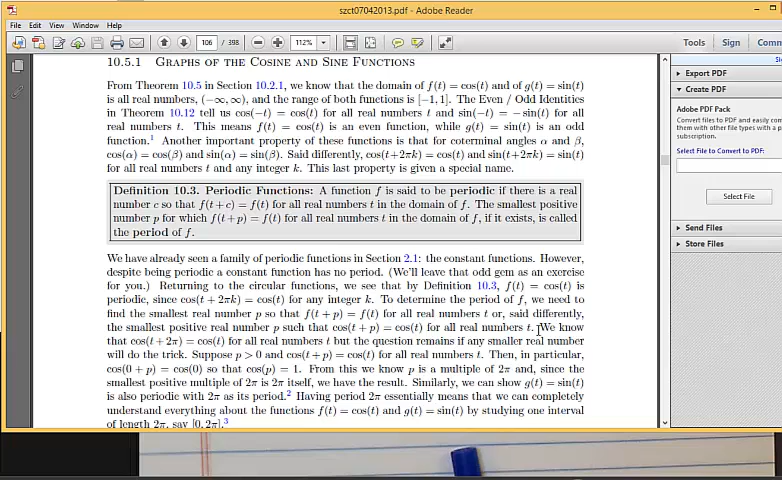 szct07042013.pdf - Adobe Reader
File Edit View Window Help
106 / 398 112% Tools Sign Comm
10.5.1 Graphs of the Cosine and Sine Functions
From Theorem 10.5 in Section 10.2.1, we know that the domain of f(t) = cos(t) and of g(t) = sin(t)
is all real numbers, (−∞, ∞), and the range of both functions is [−1, 1]. The Even / Odd Identities
in Theorem 10.12 tell us cos(−t) = cos(t) for all real numbers t and sin(−t) = −sin(t) for all
real numbers t. This means f(t) = cos(t) is an even function, while g(t) = sin(t) is an odd
function.1 Another important property of these functions is that for coterminal angles α and β,
cos(α) = cos(β) and sin(α) = sin(β). Said differently, cos(t+2πk) = cos(t) and sin(t+2πk) = sin(t)
for all real numbers t and any integer k. This last property is given a special name.
Definition 10.3. Periodic Functions: A function f is said to be periodic if there is a real
number c so that f(t + c) = f(t) for all real numbers t in the domain of f. The smallest positive
number p for which f(t + p) = f(t) for all real numbers t in the domain of f, if it exists, is called
the period of f.
We have already seen a family of periodic functions in Section 2.1: the constant functions. However,
despite being periodic a constant function has no period. (We'll leave that odd gem as an exercise
for you.) Returning to the circular functions, we see that by Definition 10.3, f(t) = cos(t) is
periodic, since cos(t + 2πk) = cos(t) for any integer k. To determine the period of f, we need to
find the smallest real number p so that f(t + p) = f(t) for all real numbers t or, said differently,
the smallest positive real number p such that cos(t + p) = cos(t) for all real numbers t. We know
that cos(t + 2π) = cos(t) for all real numbers t but the question remains if any smaller real number
will do the trick. Suppose p > 0 and cos(t + p) = cos(t) for all real numbers t. Then, in particular,
cos(0 + p) = cos(0) so that cos(p) = 1. From this we know p is a multiple of 2π and, since the
smallest positive multiple of 2π is 2π itself, we have the result. Similarly, we can show g(t) = sin(t)
is also periodic with 2π as its period.2 Having period 2π essentially means that we can completely
understand everything about the functions f(t) = cos(t) and g(t) = sin(t) by studying one interval
of length 2π, say [0, 2π].3
Export PDF
Create PDF
Adobe PDF Pack
Convert files to PDF and easily com
them with other file types with a pa
subscription.
Select File to Convert to PDF:
Select File
Send Files
Store Files